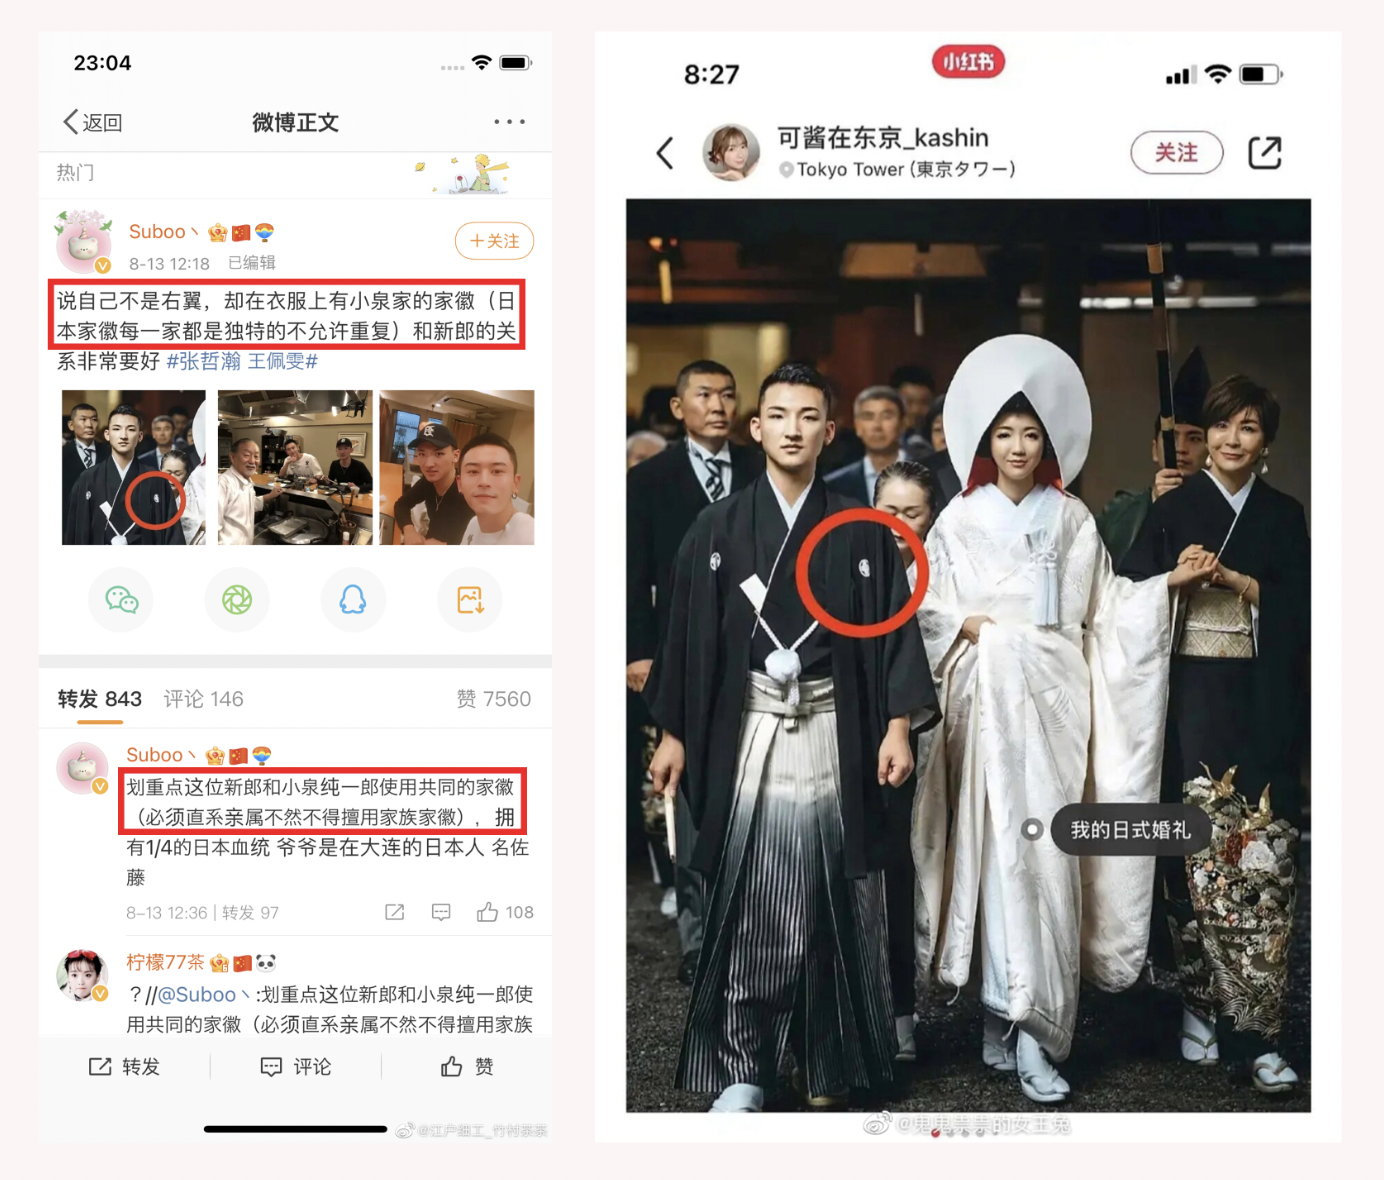 23:04
返回
微博正文
热门
Suboo丶
8-13 12:18 已编辑
+关注
说自己不是右翼，却在衣服上有小泉家的家徽（日
本家徽每一家都是独特的不允许重复）和新郎的关
系非常要好 #张哲瀚 王佩雯#
转发 843 评论 146 赞 7560
Suboo丶
划重点这位新郎和小泉纯一郎使用共同的家徽
（必须直系亲属不然不得擅用家族家徽），拥
有1/4的日本血统 爷爷是在大连的日本人 名佐
藤
8-13 12:36 | 转发 97
108
柠檬77茶
？//@Suboo丶:划重点这位新郎和小泉纯一郎使
用共同的家徽（必须直系亲属不然不得擅用家族
转发 评论 赞
@江户细工_竹村菜菜
8:27
小红书
可酱在东京_kashin
Tokyo Tower (東京タワー)
关注
我的日式婚礼